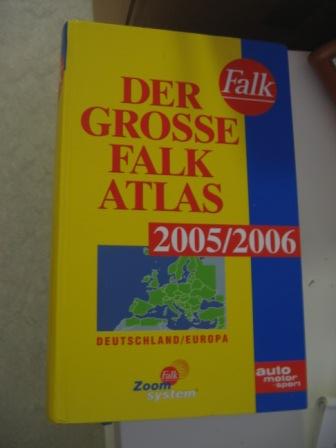 Falk
DER
GROSSE
FALK
ATLAS
2005/2006
DEUTSCHLAND/EUROPA
Falk
Zoom
system
auto
motor
sport